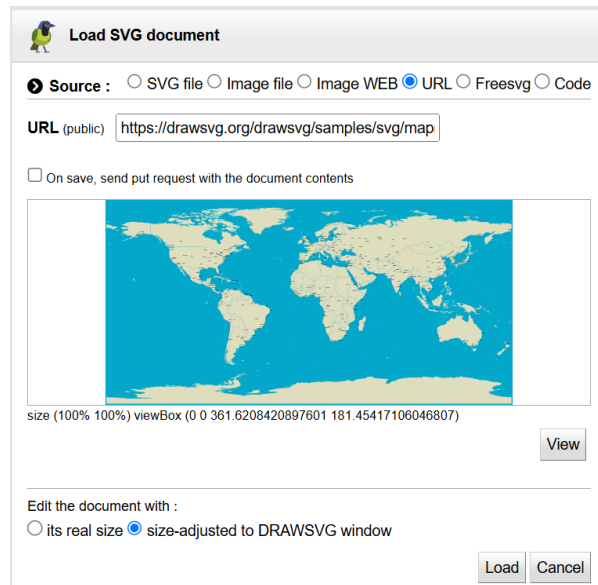 Load SVG document
Source : SVG file Image file Image WEB URL Freesvg Code
URL (public) https://drawsvg.org/drawsvg/samples/svg/map
On save, send put request with the document contents
size (100% 100%) viewBox (0 0 361.6208420897601 181.45417106046807)
View
Edit the document with :
its real size size-adjusted to DRAWSVG window
Load Cancel